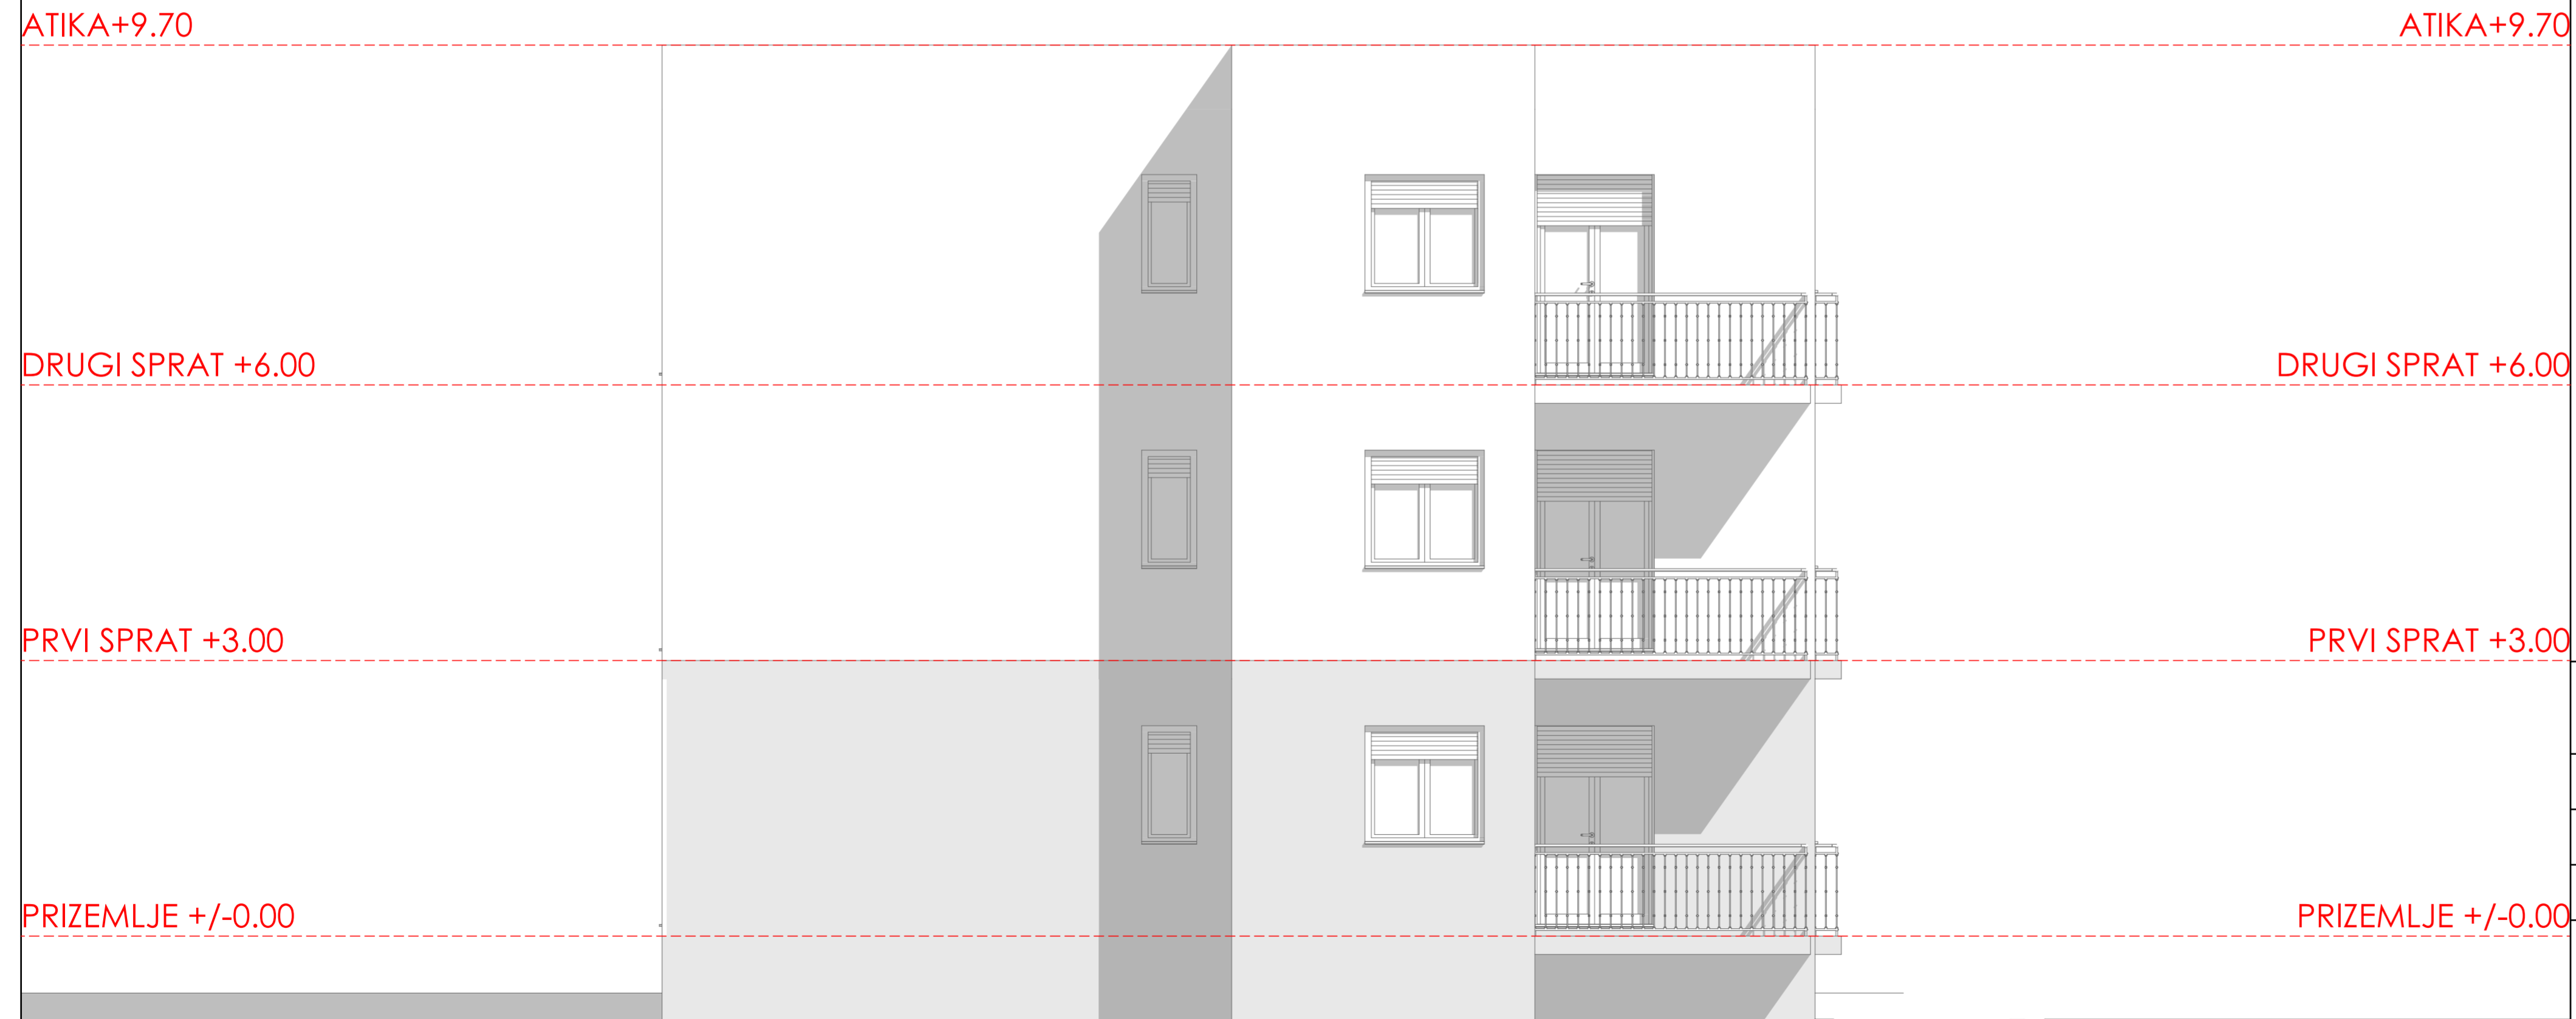 ATIKA+9.70 ATIKA+9.70
DRUGI SPRAT +6.00 DRUGI SPRAT +6.00
PRVI SPRAT +3.00 PRVI SPRAT +3.00
PRIZEMLJE +/-0.00 PRIZEMLJE +/-0.00